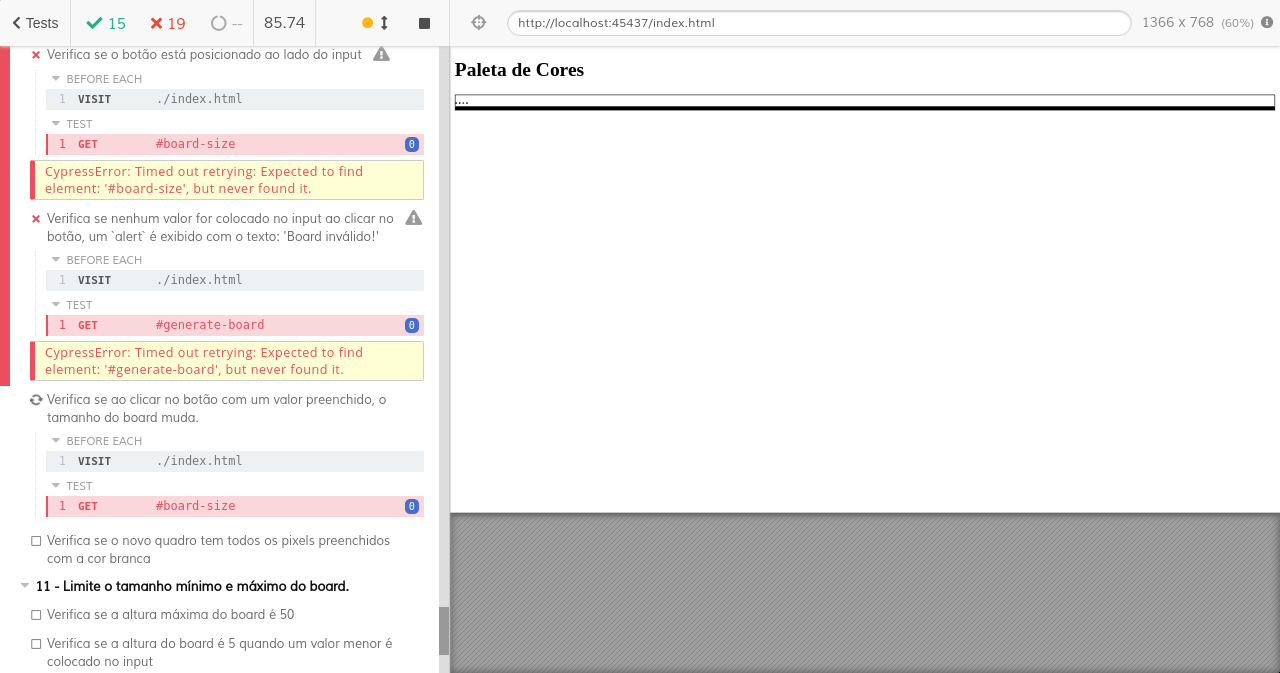 Tests 15 19 -- 85.74
http://localhost:45437/index.html 1366 x 768 (60%)
Verifica se o botão está posicionado ao lado do input
BEFORE EACH
1 VISIT ./index.html
TEST
1 GET #board-size 0
CypressError: Timed out retrying: Expected to find
element: '#board-size', but never found it.
Verifica se nenhum valor for colocado no input ao clicar no
botão, um `alert` é exibido com o texto: 'Board inválido!'
BEFORE EACH
1 VISIT ./index.html
TEST
1 GET #generate-board 0
CypressError: Timed out retrying: Expected to find
element: '#generate-board', but never found it.
Verifica se ao clicar no botão com um valor preenchido, o
tamanho do board muda.
BEFORE EACH
1 VISIT ./index.html
TEST
1 GET #board-size 0
Verifica se o novo quadro tem todos os pixels preenchidos
com a cor branca
11 - Limite o tamanho mínimo e máximo do board.
Verifica se a altura máxima do board é 50
Verifica se a altura do board é 5 quando um valor menor é
colocado no input
Paleta de Cores
....